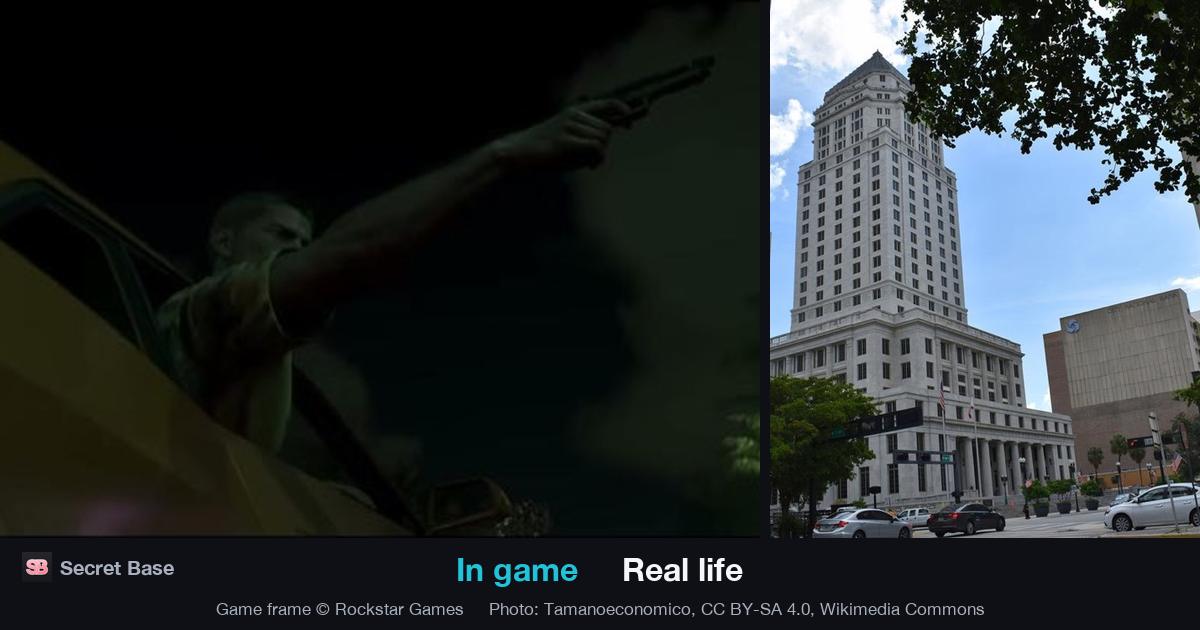 SB Secret Base
In game Real life
Game frame © Rockstar Games Photo: Tamanoeconomico, CC BY-SA 4.0, Wikimedia Commons